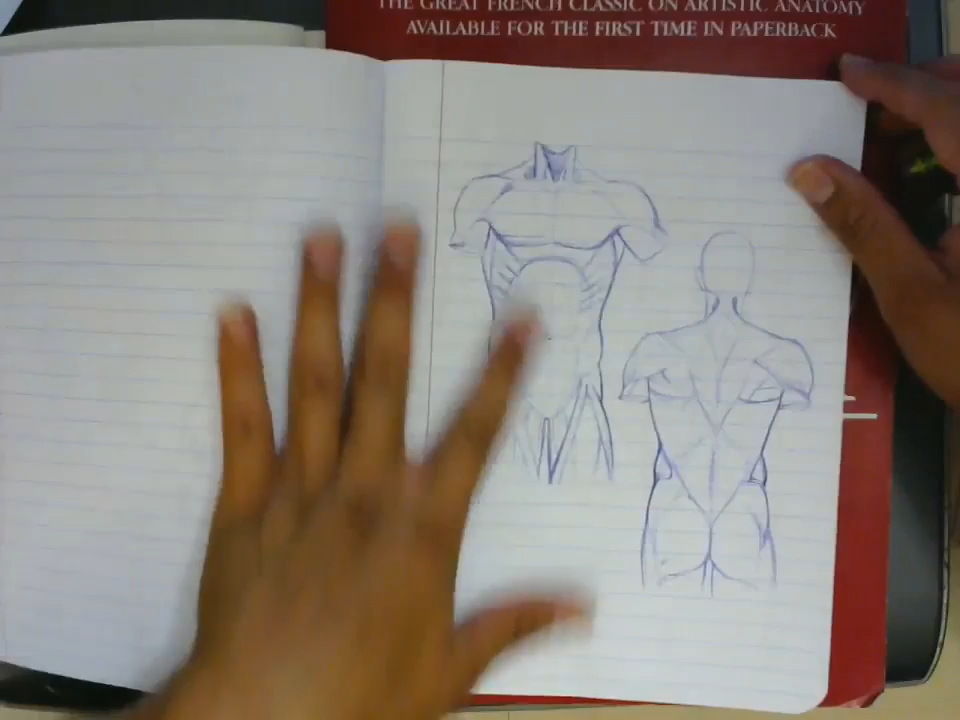 THE GREAT FRENCH CLASSIC ON ARTISTIC ANATOMY
AVAILABLE FOR THE FIRST TIME IN PAPERBACK